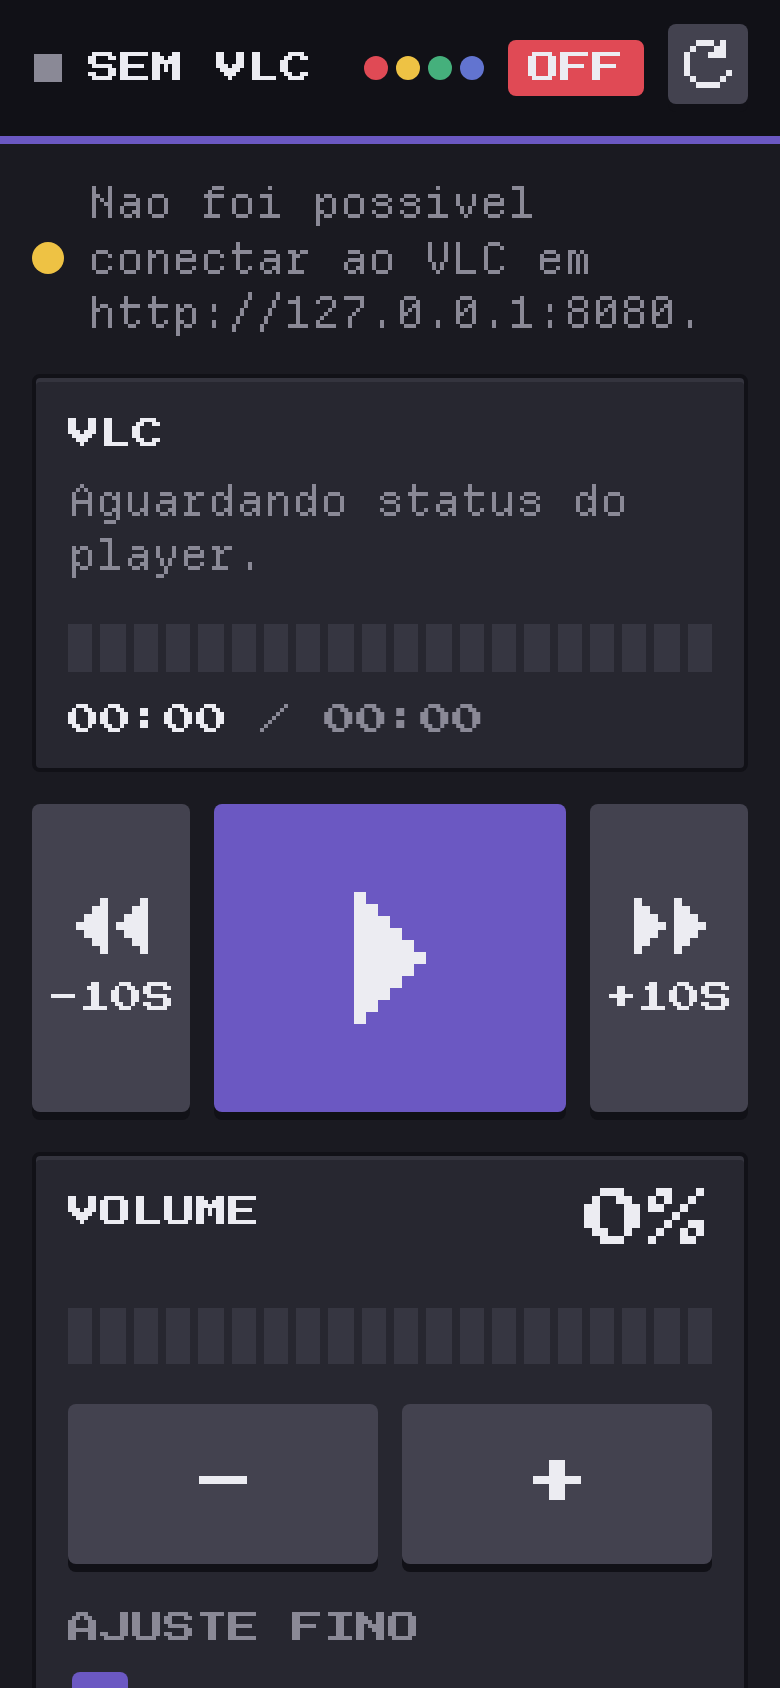 SEM VLC
OFF
Nao foi possivel
conectar ao VLC em
http://127.0.0.1:8080.
VLC
Aguardando status do
player.
00:00 / 00:00
-10S
+10S
VOLUME
0%
-
+
AJUSTE FINO